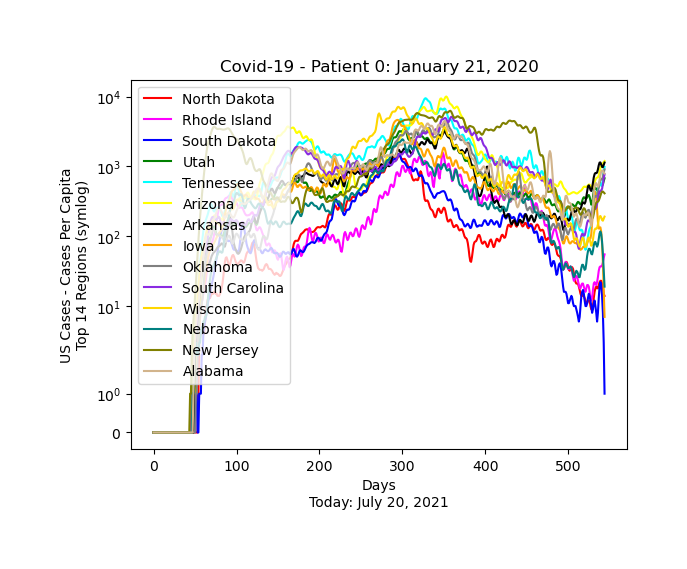 Covid-19 - Patient 0: January 21, 2020
US Cases - Cases Per Capita
Top 14 Regions (symlog)
10⁴
10³
10²
10¹
10⁰
0
North Dakota
Rhode Island
South Dakota
Utah
Tennessee
Arizona
Arkansas
Iowa
Oklahoma
South Carolina
Wisconsin
Nebraska
New Jersey
Alabama
0 100 200 300 400 500
Days
Today: July 20, 2021